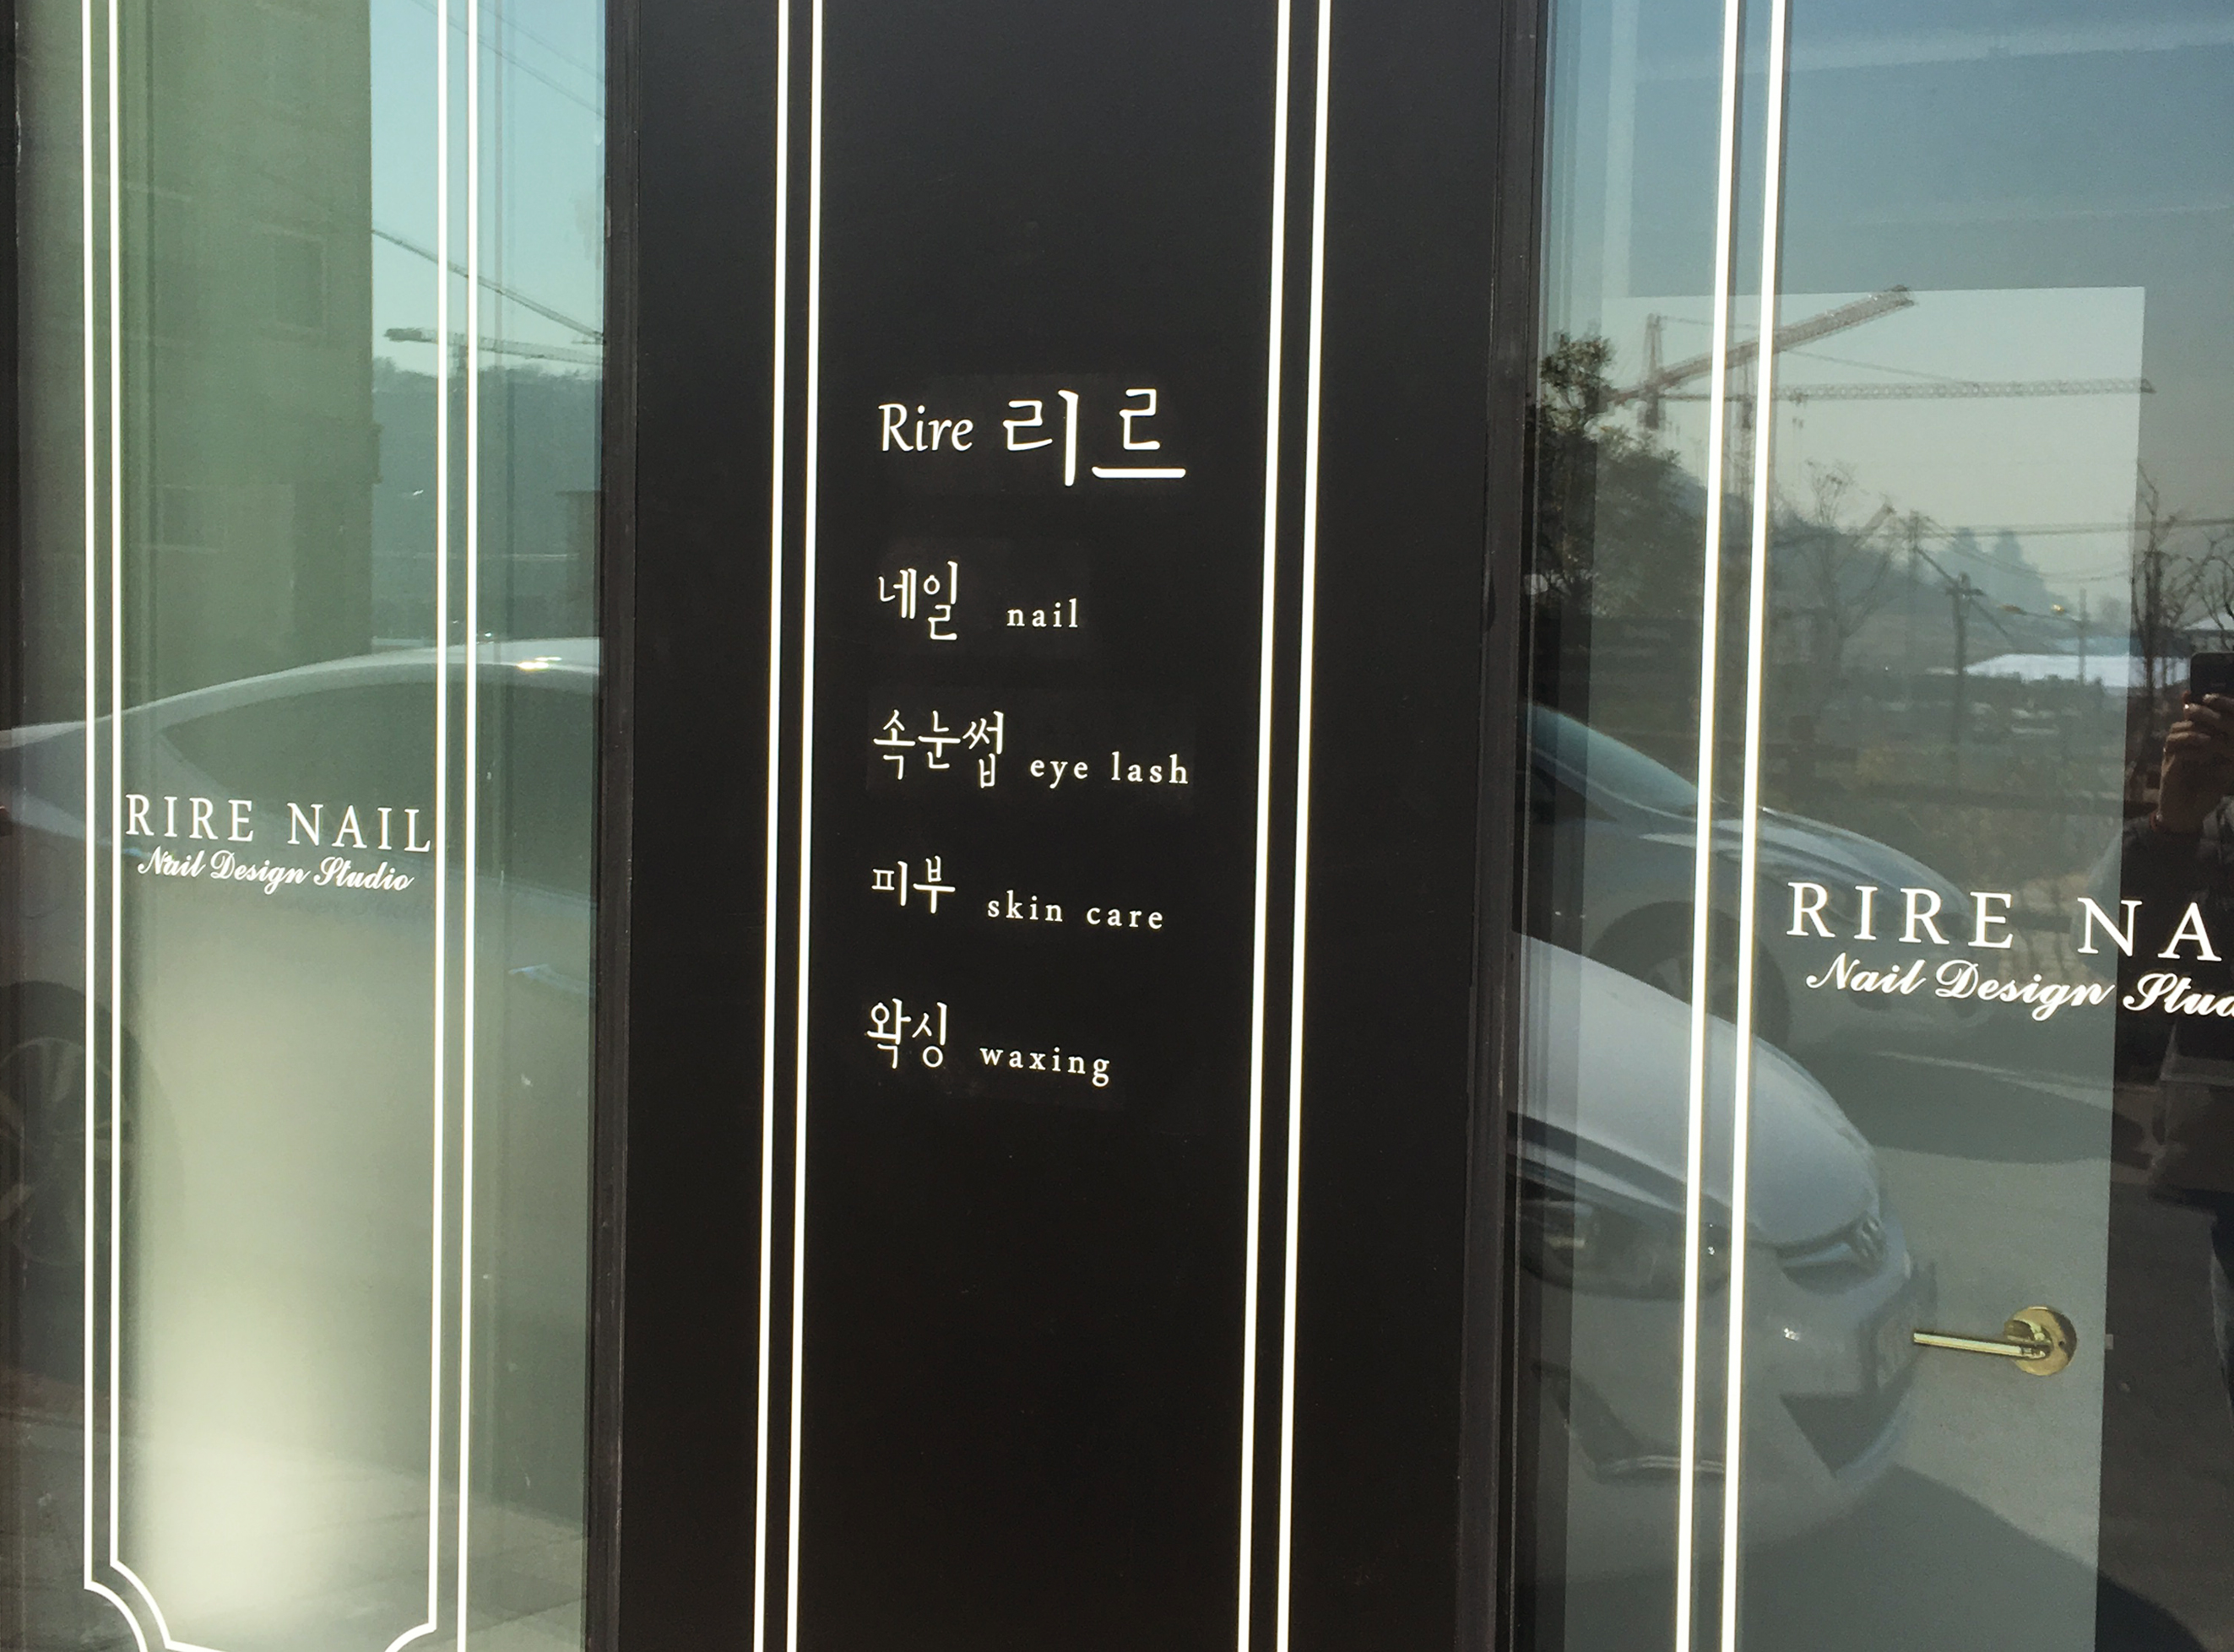 RIRE NAIL
Nail Design Studio
Rire 리르
네일 nail
속눈썹 eye lash
피부 skin care
왁싱 waxing
RIRE NA
Nail Design Stud